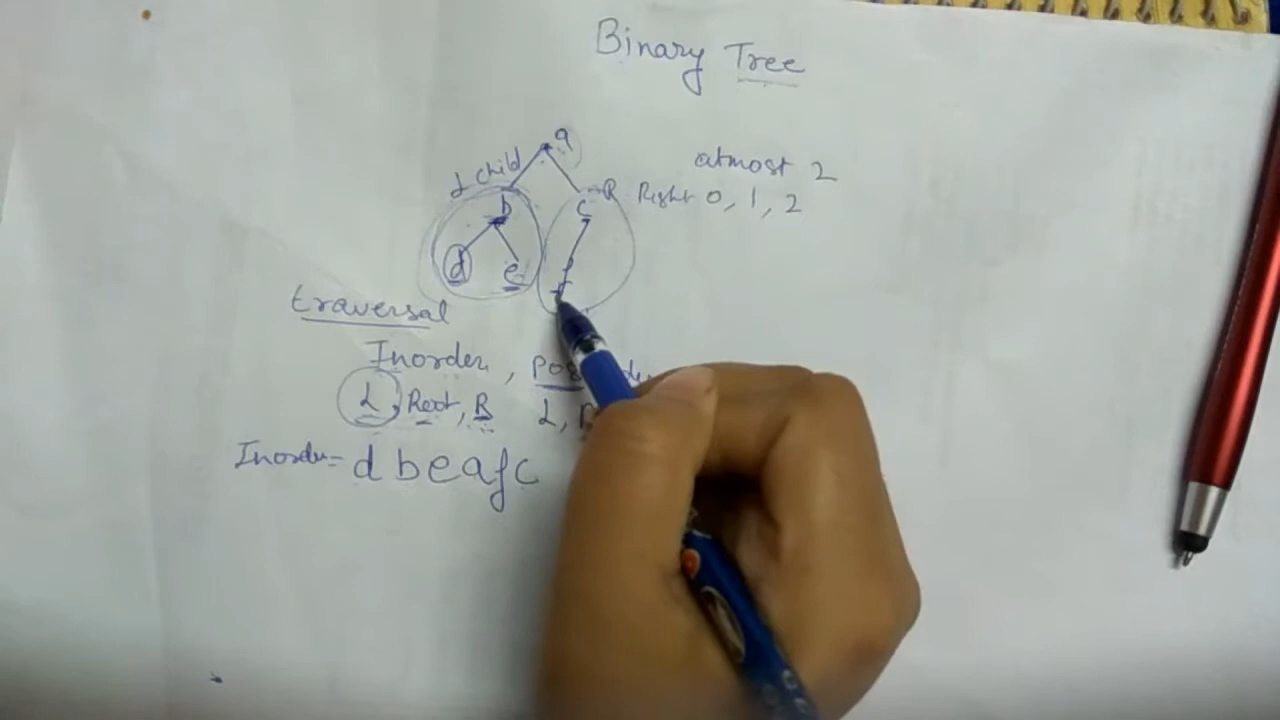 Binary Tree
a
L child
atmost 2
b
C
R
Right 0, 1, 2
d
e
f
traversal
Inorder,
L, Root, R
L,
Inorder= d b e a f c